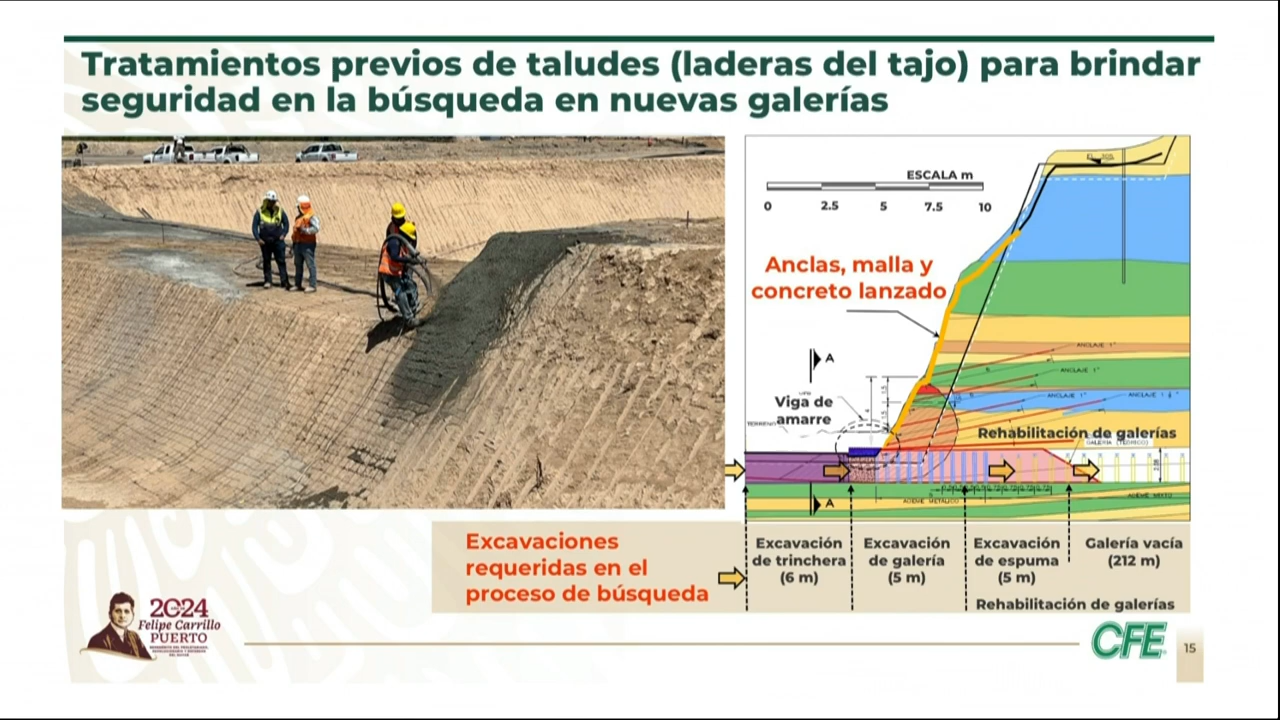 Tratamientos previos de taludes (laderas del tajo) para brindar
seguridad en la búsqueda en nuevas galerías
ESCALA m
0 2.5 5 7.5 10
Anclas, malla y
concreto lanzado
A
ANCLAJE 1"
ANCLAJE 1"
ANCLAJE 1"
Viga de
amarre
TERRENO
Rehabilitación de galerías
GALERÍA (TEÓRICO)
ADEME METÁLICO
ADEME MIXTO
A
Excavaciones
requeridas en el
proceso de búsqueda
Excavación
de trinchera
(6 m)
Excavación
de galería
(5 m)
Excavación
de espuma
(5 m)
Galería vacía
(212 m)
Rehabilitación de galerías
2024
Felipe Carrillo
PUERTO
CFE
15